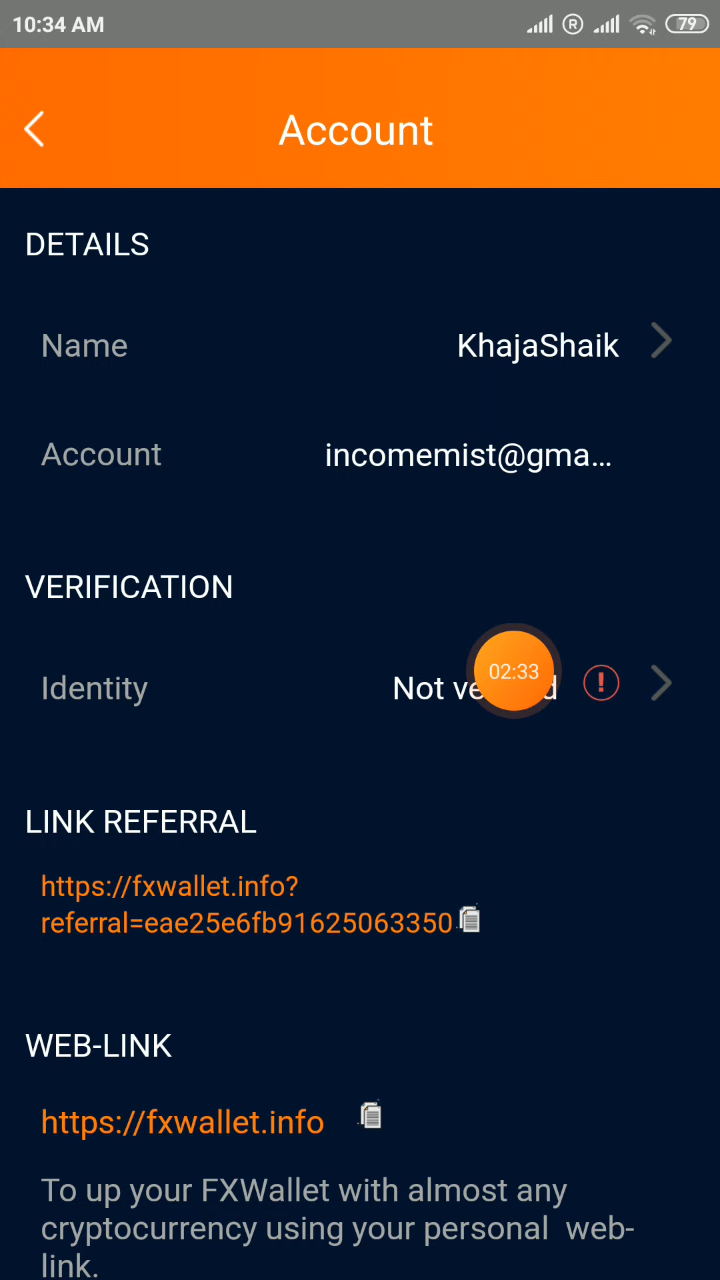 10:34 AM
R
79
Account
DETAILS
Name KhajaShaik
Account incomemist@gma...
VERIFICATION
02:33
Identity Not !
LINK REFERRAL
https://fxwallet.info?
referral=eae25e6fb91625063350
WEB-LINK
https://fxwallet.info
To up your FXWallet with almost any
cryptocurrency using your personal web-
link.